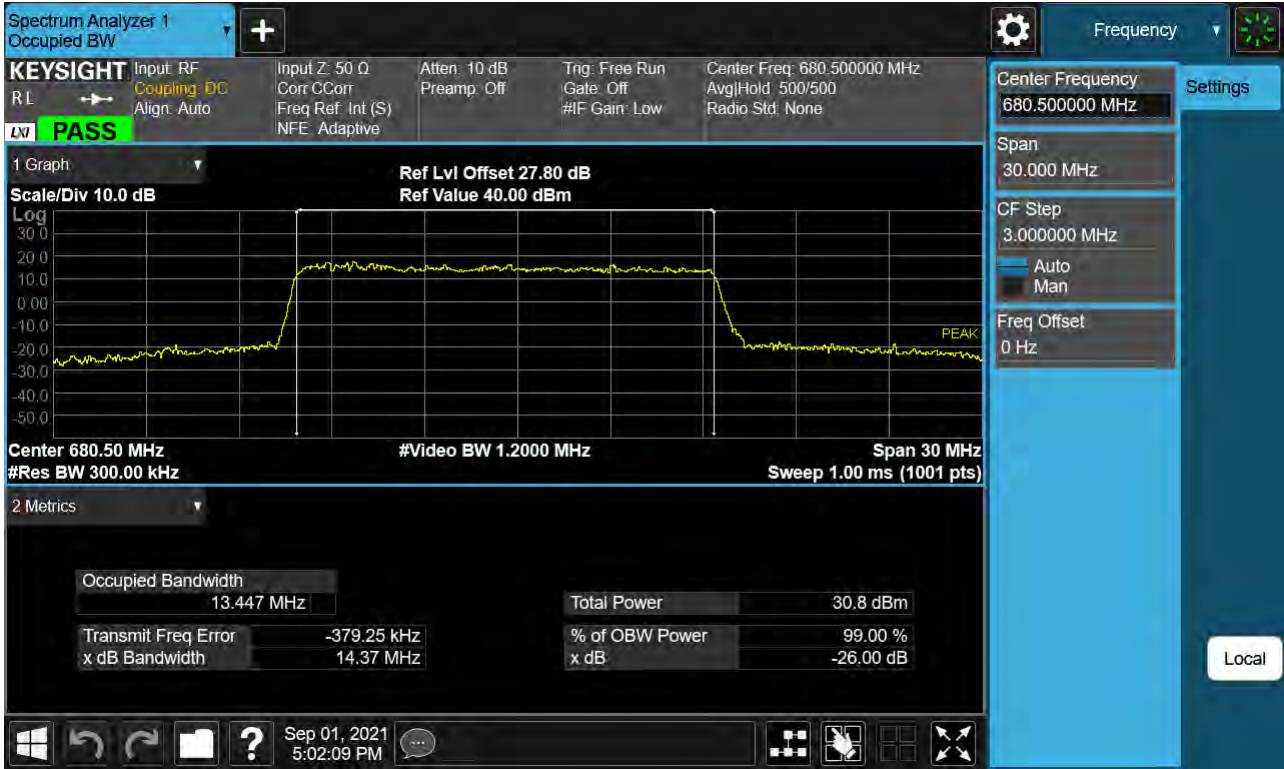 Spectrum Analyzer 1
Occupied BW
Frequency
KEYSIGHT
RL
LXI
PASS
Input: RF
Coupling: DC
Align: Auto
Input Z: 50 Ω
Corr CCorr
Freq Ref: Int (S)
NFE: Adaptive
Atten: 10 dB
Preamp: Off
Trig: Free Run
Gate: Off
#IF Gain: Low
Center Freq: 680.500000 MHz
Avg|Hold: 500/500
Radio Std: None
1 Graph
Scale/Div 10.0 dB
Ref Lvl Offset 27.80 dB
Ref Value 40.00 dBm
Log
30.0
20.0
10.0
0.00
-10.0
-20.0
-30.0
-40.0
-50.0
PEAK
Center 680.50 MHz
#Video BW 1.2000 MHz
Span 30 MHz
#Res BW 300.00 kHz
Sweep 1.00 ms (1001 pts)
2 Metrics
Occupied Bandwidth
13.447 MHz
Total Power 30.8 dBm
Transmit Freq Error -379.25 kHz
% of OBW Power 99.00 %
x dB Bandwidth 14.37 MHz
x dB -26.00 dB
Center Frequency
680.500000 MHz
Settings
Span
30.000 MHz
CF Step
3.000000 MHz
Auto
Man
Freq Offset
0 Hz
Local
?
Sep 01, 2021
5:02:09 PM